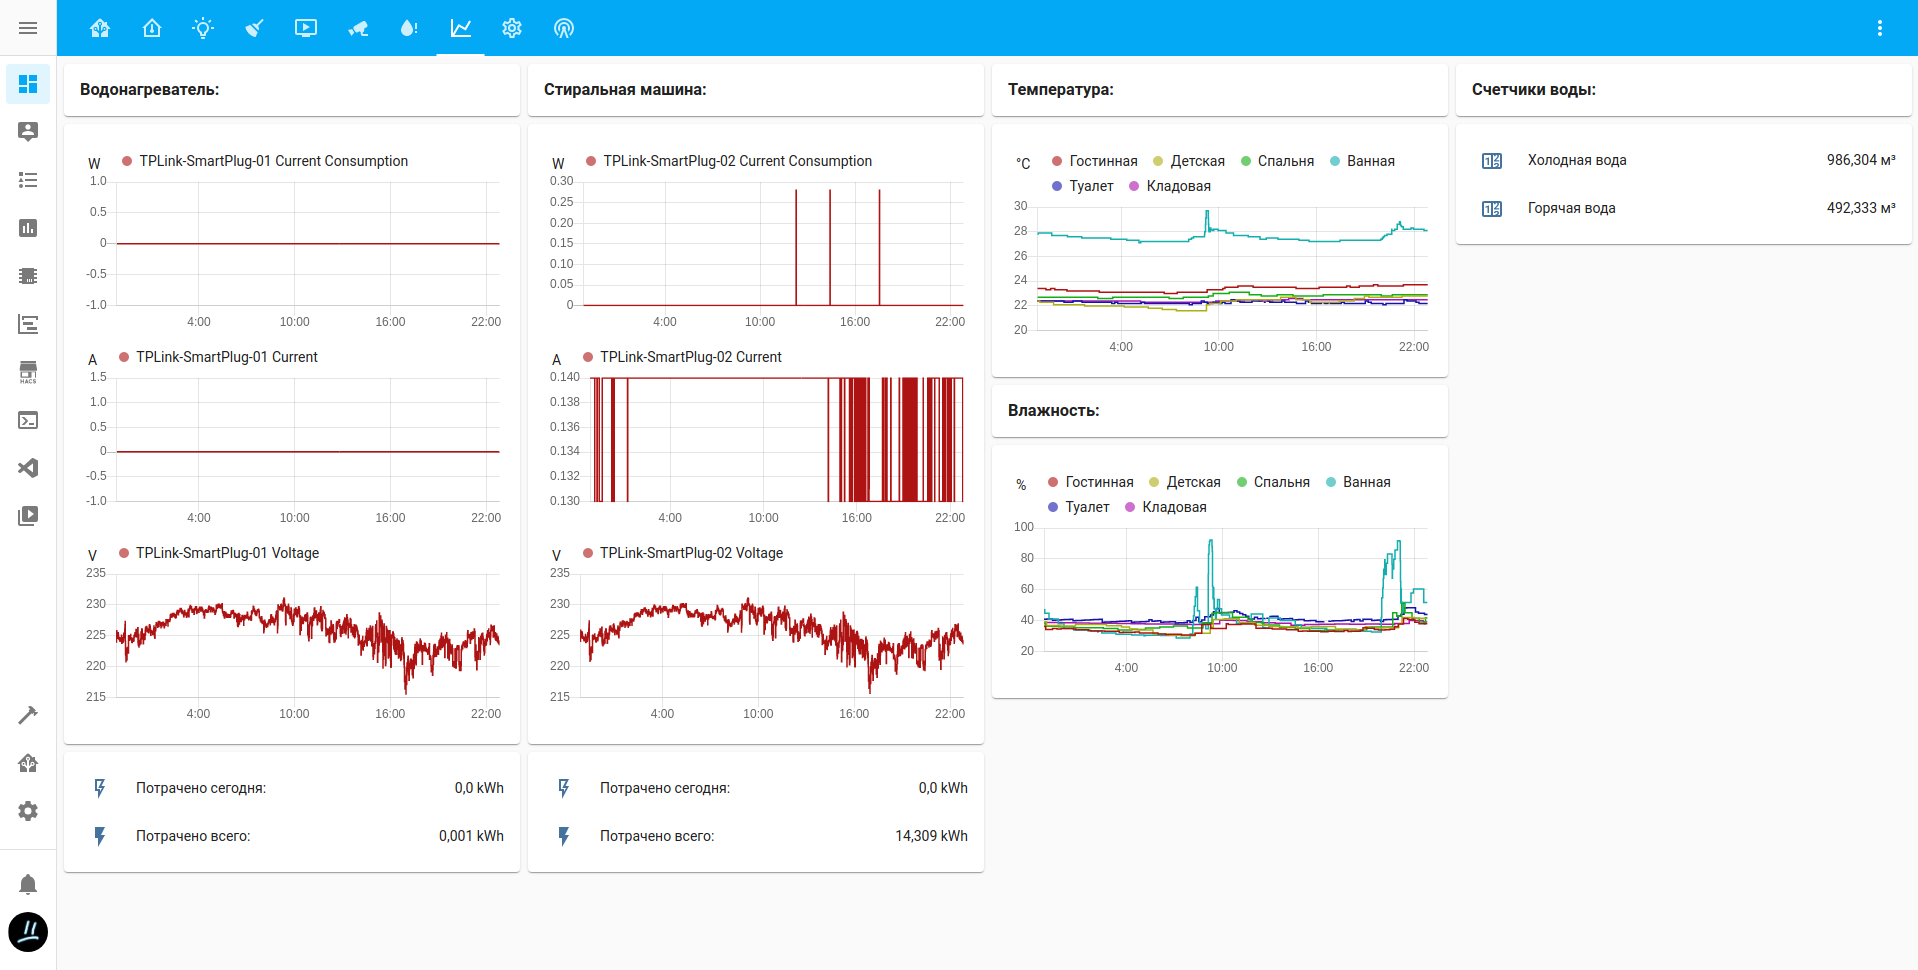 HACS
Водонагреватель:
W TPLink-SmartPlug-01 Current Consumption
1.0
0.5
0
-0.5
-1.0
4:00 10:00 16:00 22:00
A TPLink-SmartPlug-01 Current
1.5
1.0
0.5
0
-0.5
-1.0
4:00 10:00 16:00 22:00
V TPLink-SmartPlug-01 Voltage
235
230
225
220
215
4:00 10:00 16:00 22:00
Потрачено сегодня: 0,0 kWh
Потрачено всего: 0,001 kWh
Стиральная машина:
W TPLink-SmartPlug-02 Current Consumption
0.30
0.25
0.20
0.15
0.10
0.05
0
4:00 10:00 16:00 22:00
A TPLink-SmartPlug-02 Current
0.140
0.138
0.136
0.134
0.132
0.130
4:00 10:00 16:00 22:00
V TPLink-SmartPlug-02 Voltage
235
230
225
220
215
4:00 10:00 16:00 22:00
Потрачено сегодня: 0,0 kWh
Потрачено всего: 14,309 kWh
Температура:
°C Гостинная Детская Спальня Ванная
Туалет Кладовая
30
28
26
24
22
20
4:00 10:00 16:00 22:00
Влажность:
% Гостинная Детская Спальня Ванная
Туалет Кладовая
100
80
60
40
20
4:00 10:00 16:00 22:00
Счетчики воды:
Холодная вода 986,304 м³
Горячая вода 492,333 м³